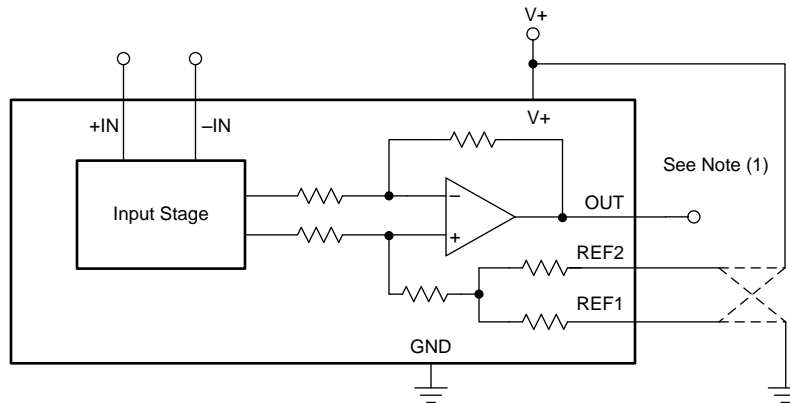 V+
+IN
–IN
V+
See Note (1)
Input Stage
–
+
OUT
REF2
REF1
GND